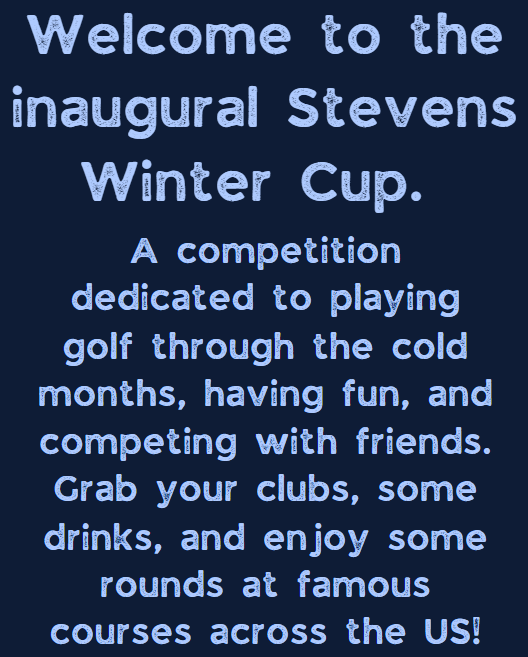 Welcome to the
inaugural Stevens
Winter Cup.
A competition
dedicated to playing
golf through the cold
months, having fun, and
competing with friends.
Grab your clubs, some
drinks, and enjoy some
rounds at famous
courses across the US!